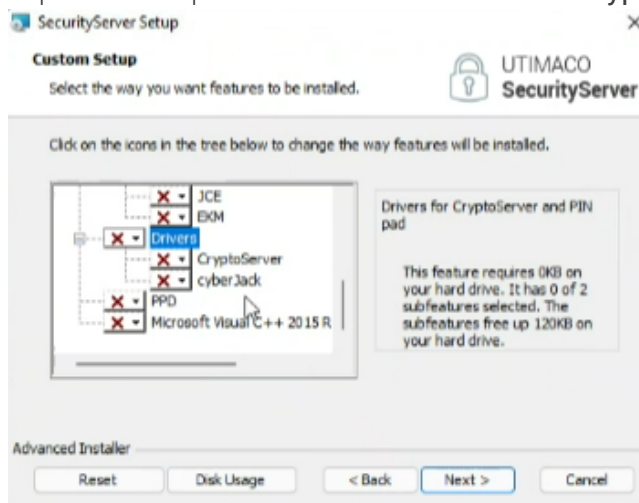 SecurityServer Setup
Custom Setup
Select the way you want features to be installed.
UTIMACO
SecurityServer
Click on the icons in the tree below to change the way features will be installed.
JCE
EKM
Drivers
CryptoServer
cyberJack
PPD
Microsoft Visual C++ 2015 R
Drivers for CryptoServer and PIN
pad
This feature requires 0KB on
your hard drive. It has 0 of 2
subfeatures selected. The
subfeatures free up 120KB on
your hard drive.
Advanced Installer
Reset
Disk Usage
< Back
Next >
Cancel